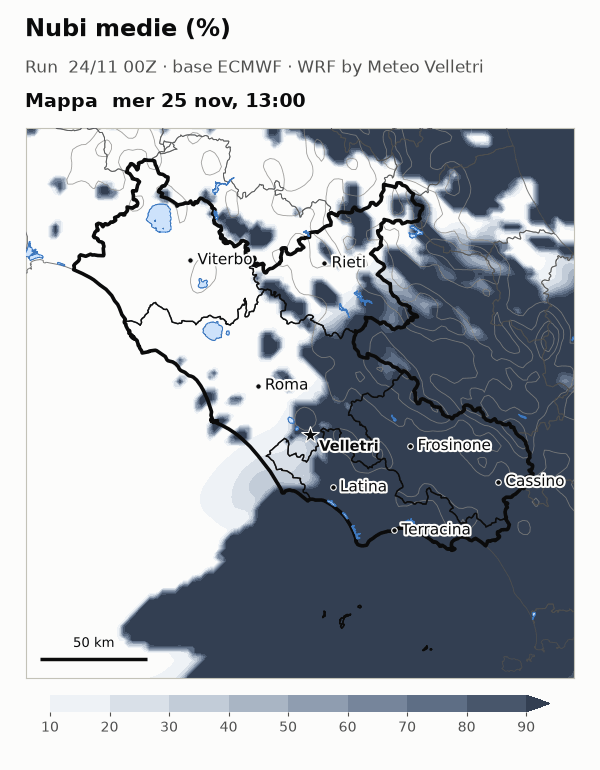 Nubi medie (%)
Run 24/11 00Z · base ECMWF · WRF by Meteo Velletri
Mappa mer 25 nov, 13:00
Viterbo
Rieti
Roma
Velletri
Frosinone
Latina
Cassino
Terracina
50 km
10 20 30 40 50 60 70 80 90